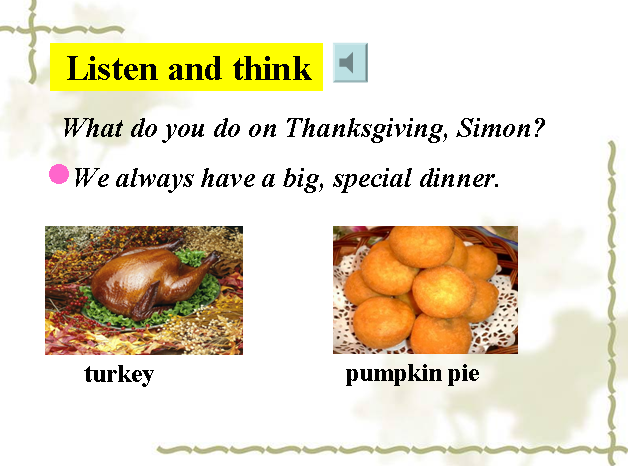 Listen and think
What do you do on Thanksgiving, Simon?
We always have a big, special dinner.
turkey
pumpkin pie